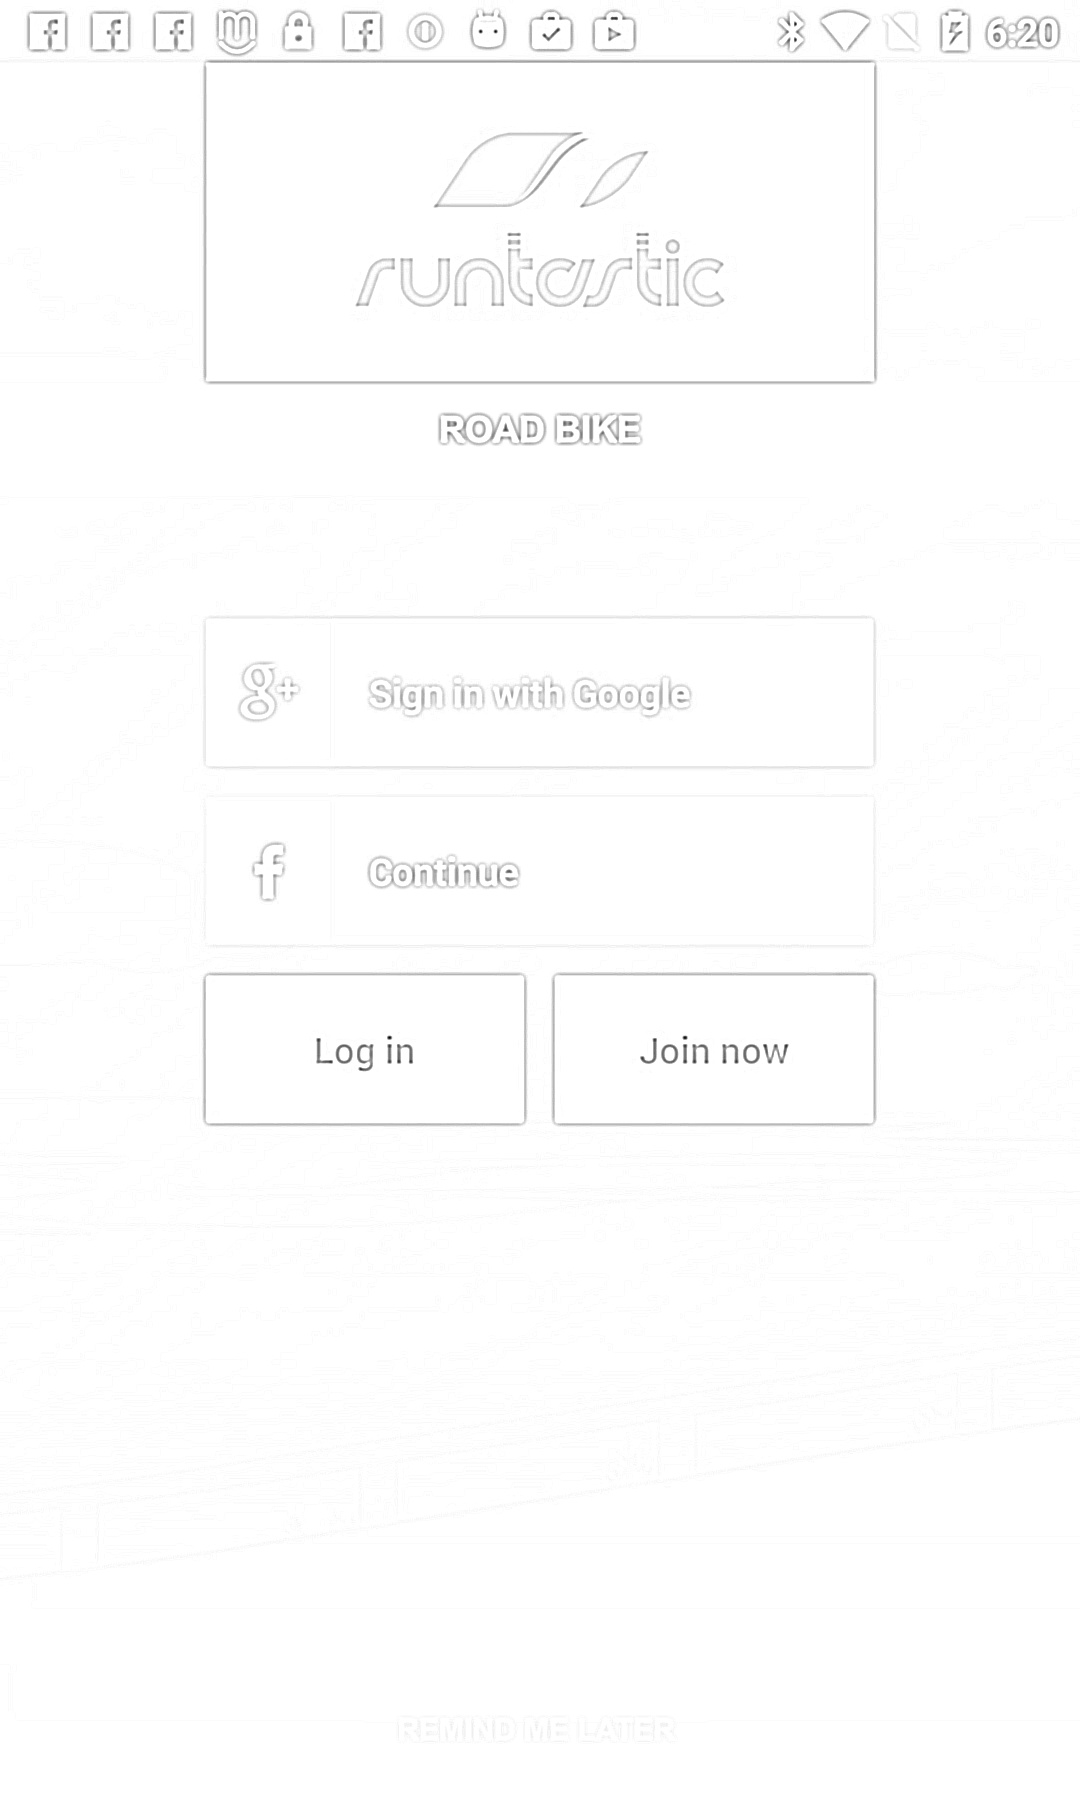 6:20
runtastic
ROAD BIKE
g+ Sign in with Google
f Continue
Log in
Join now
REMIND ME LATER